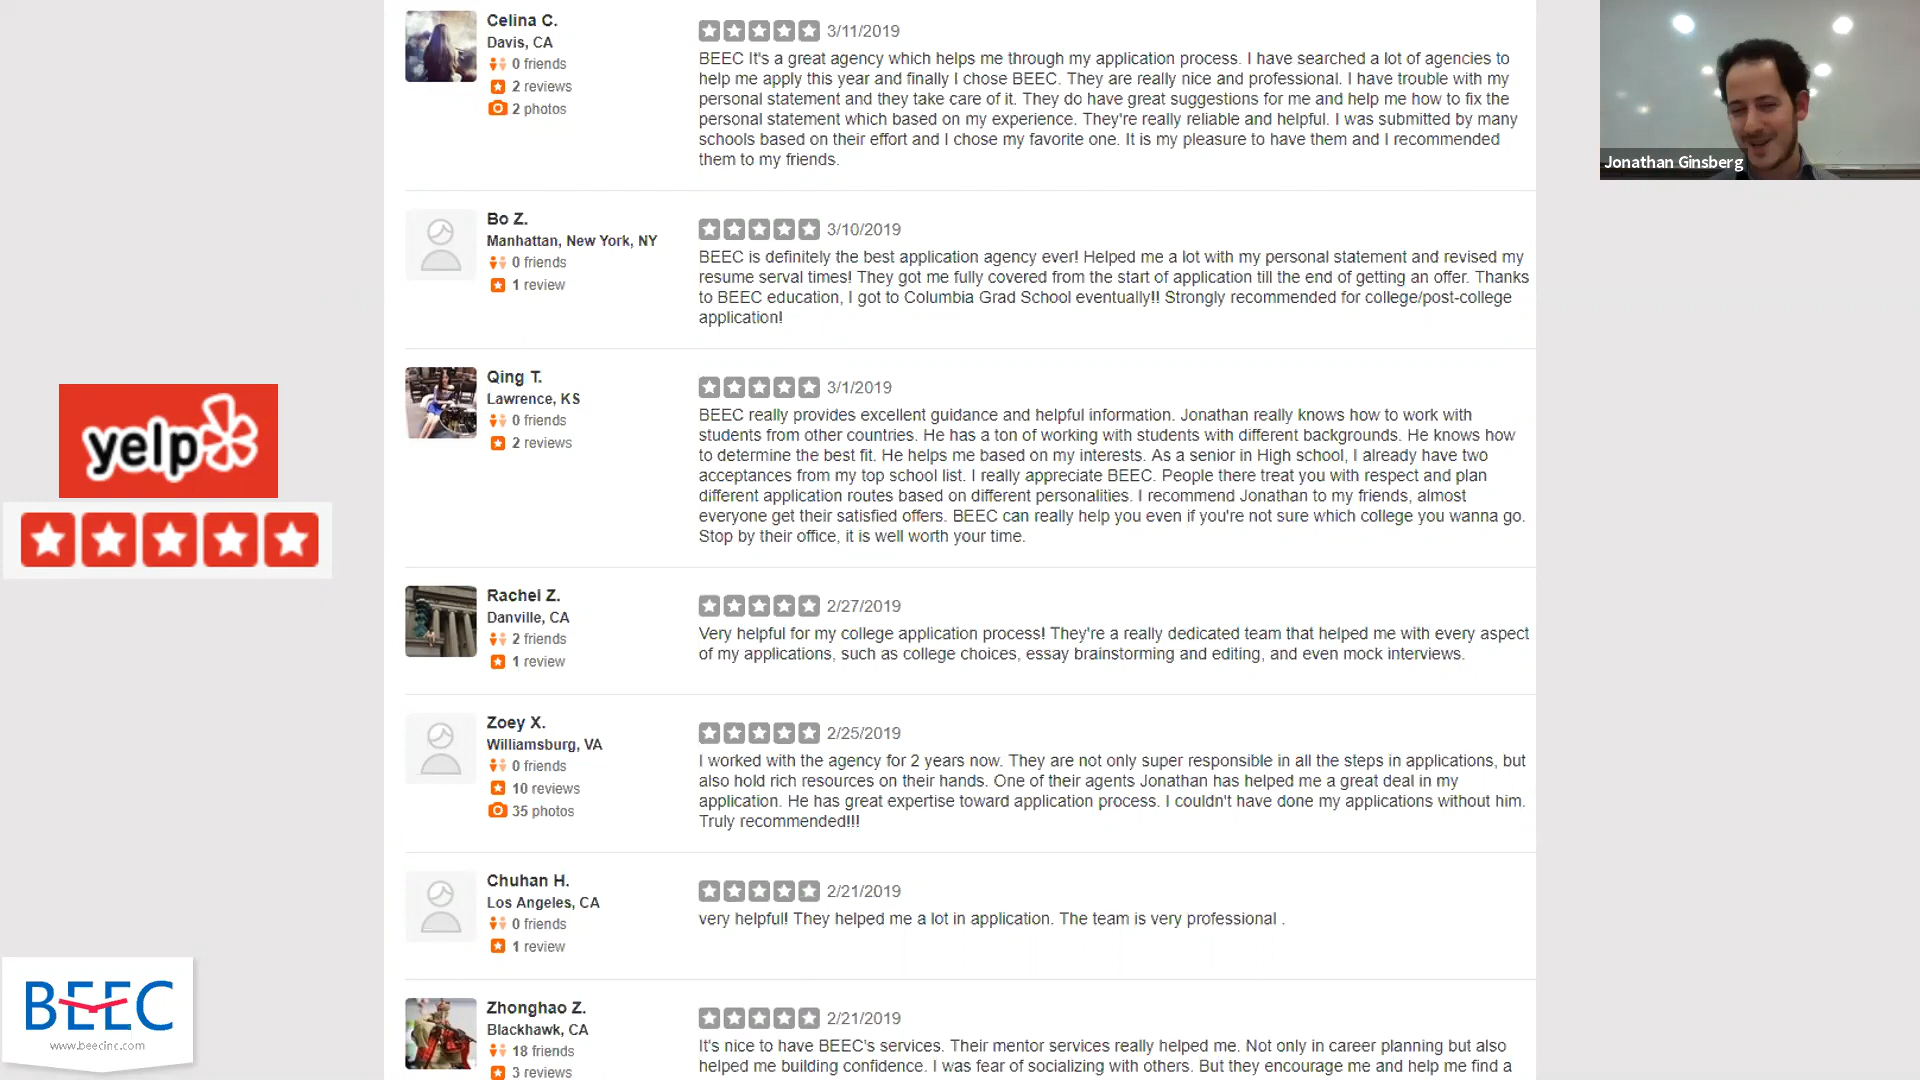 Celina C.
Davis, CA
0 friends
2 reviews
2 photos
3/11/2019
BEEC It's a great agency which helps me through my application process. I have searched a lot of agencies to
help me apply this year and finally I chose BEEC. They are really nice and professional. I have trouble with my
personal statement and they take care of it. They do have great suggestions for me and help me how to fix the
personal statement which based on my experience. They're really reliable and helpful. I was submitted by many
schools based on their effort and I chose my favorite one. It is my pleasure to have them and I recommended
them to my friends.
Jonathan Ginsberg
Bo Z.
Manhattan, New York, NY
0 friends
1 review
3/10/2019
BEEC is definitely the best application agency ever! Helped me a lot with my personal statement and revised my
resume serval times! They got me fully covered from the start of application till the end of getting an offer. Thanks
to BEEC education, I got to Columbia Grad School eventually!! Strongly recommended for college/post-college
application!
Qing T.
Lawrence, KS
0 friends
2 reviews
3/1/2019
BEEC really provides excellent guidance and helpful information. Jonathan really knows how to work with
students from other countries. He has a ton of working with students with different backgrounds. He knows how
to determine the best fit. He helps me based on my interests. As a senior in High school, I already have two
acceptances from my top school list. I really appreciate BEEC. People there treat you with respect and plan
different application routes based on different personalities. I recommend Jonathan to my friends, almost
everyone get their satisfied offers. BEEC can really help you even if you're not sure which college you wanna go.
Stop by their office, it is well worth your time.
yelp
Rachel Z.
Danville, CA
2 friends
1 review
2/27/2019
Very helpful for my college application process! They're a really dedicated team that helped me with every aspect
of my applications, such as college choices, essay brainstorming and editing, and even mock interviews.
Zoey X.
Williamsburg, VA
0 friends
10 reviews
35 photos
2/25/2019
I worked with the agency for 2 years now. They are not only super responsible in all the steps in applications, but
also hold rich resources on their hands. One of their agents Jonathan has helped me a great deal in my
application. He has great expertise toward application process. I couldn't have done my applications without him.
Truly recommended!!!
Chuhan H.
Los Angeles, CA
0 friends
1 review
2/21/2019
very helpful! They helped me a lot in application. The team is very professional .
Zhonghao Z.
Blackhawk, CA
18 friends
3 reviews
2/21/2019
It's nice to have BEEC's services. Their mentor services really helped me. Not only in career planning but also
helped me building confidence. I was fear of socializing with others. But they encourage me and help me find a
BEEC
www.beecinc.com